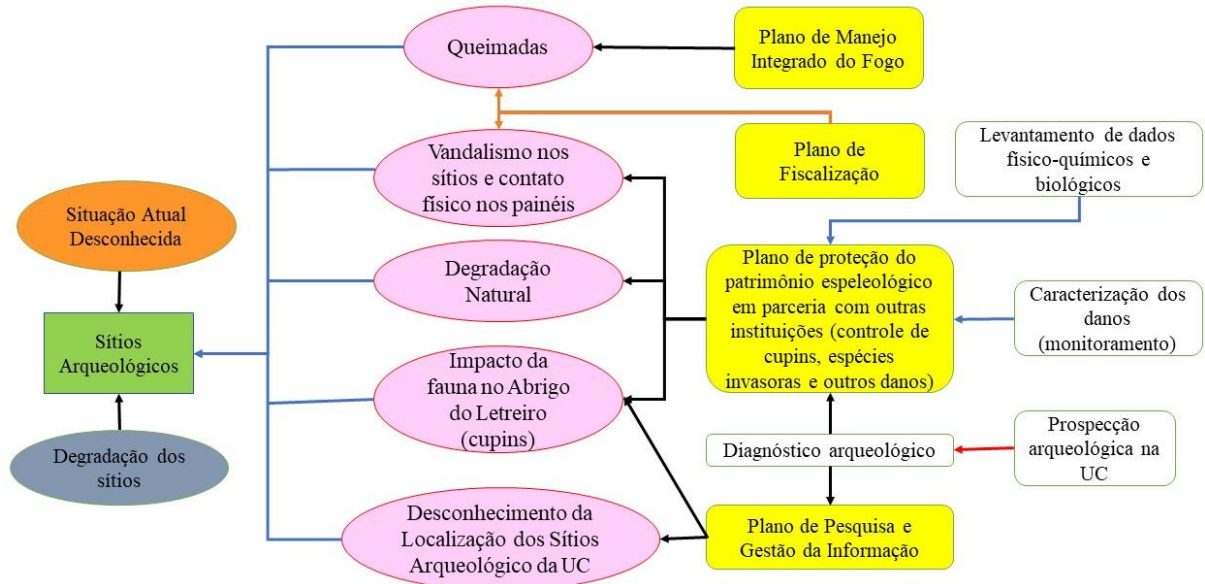 Queimadas
Plano de Manejo
Integrado do Fogo
Plano de
Fiscalização
Levantamento de dados
físico-químicos e
biológicos
Vandalismo nos
sítios e contato
físico nos painéis
Situação Atual
Desconhecida
Degradação
Natural
Plano de proteção do
patrimônio espeleológico
em parceria com outras
instituições (controle de
cupins, espécies
invasoras e outros danos)
Caracterização dos
danos
(monitoramento)
Sítios
Arqueológicos
Impacto da
fauna no Abrigo
do Letreiro
(cupins)
Degradação dos
sítios
Diagnóstico arqueológico
Prospecção
arqueológica na
UC
Desconhecimento da
Localização dos Sítios
Arqueológico da UC
Plano de Pesquisa e
Gestão da Informação